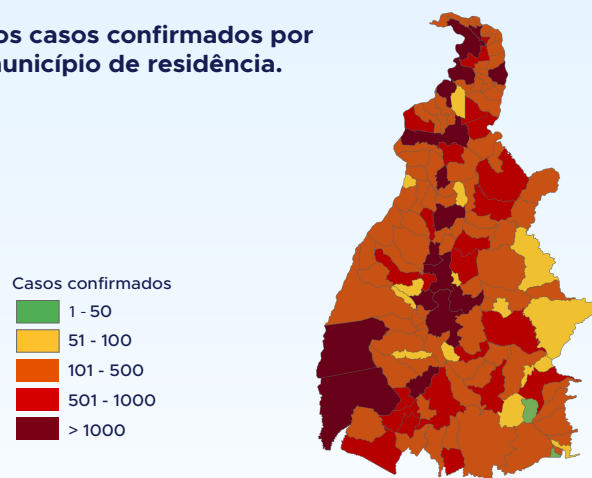 os casos confirmados por
unicípio de residência.
Casos confirmados
1 - 50
51 - 100
101 - 500
501 - 1000
> 1000